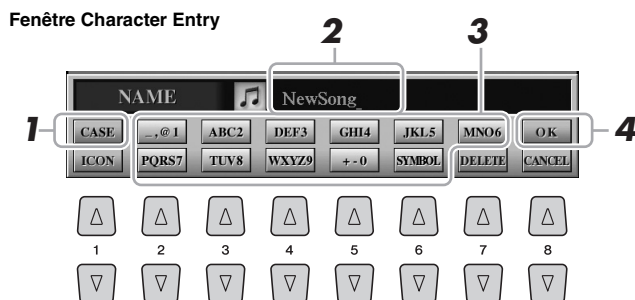 Fenêtre Character Entry
2 3
NAME NewSong_
1 CASE _,@1 ABC2 DEF3 GHI4 JKL5 MNO6 OK 4
ICON PQRS7 TUV8 WXYZ9 +-0 SYMBOL DELETE CANCEL
1 2 3 4 5 6 7 8